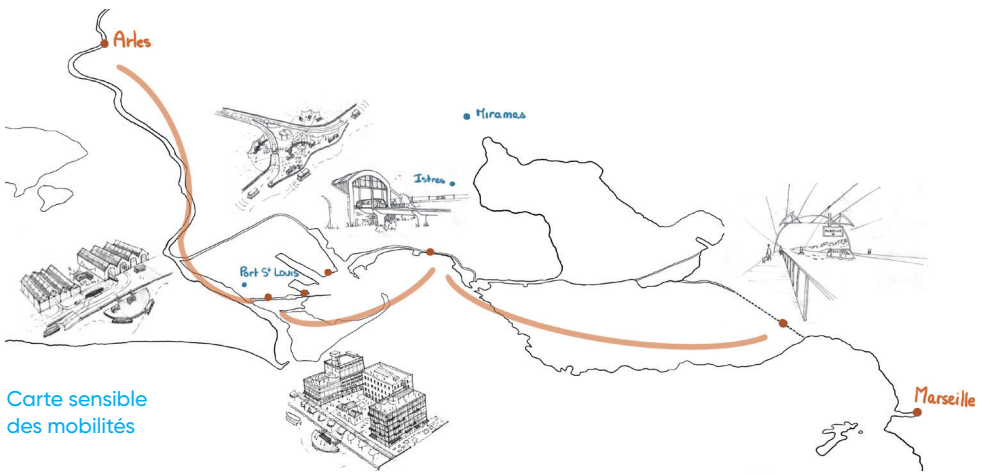 Arles
Miramas
Istres
Port St Louis
Carte sensible
des mobilités
Marseille